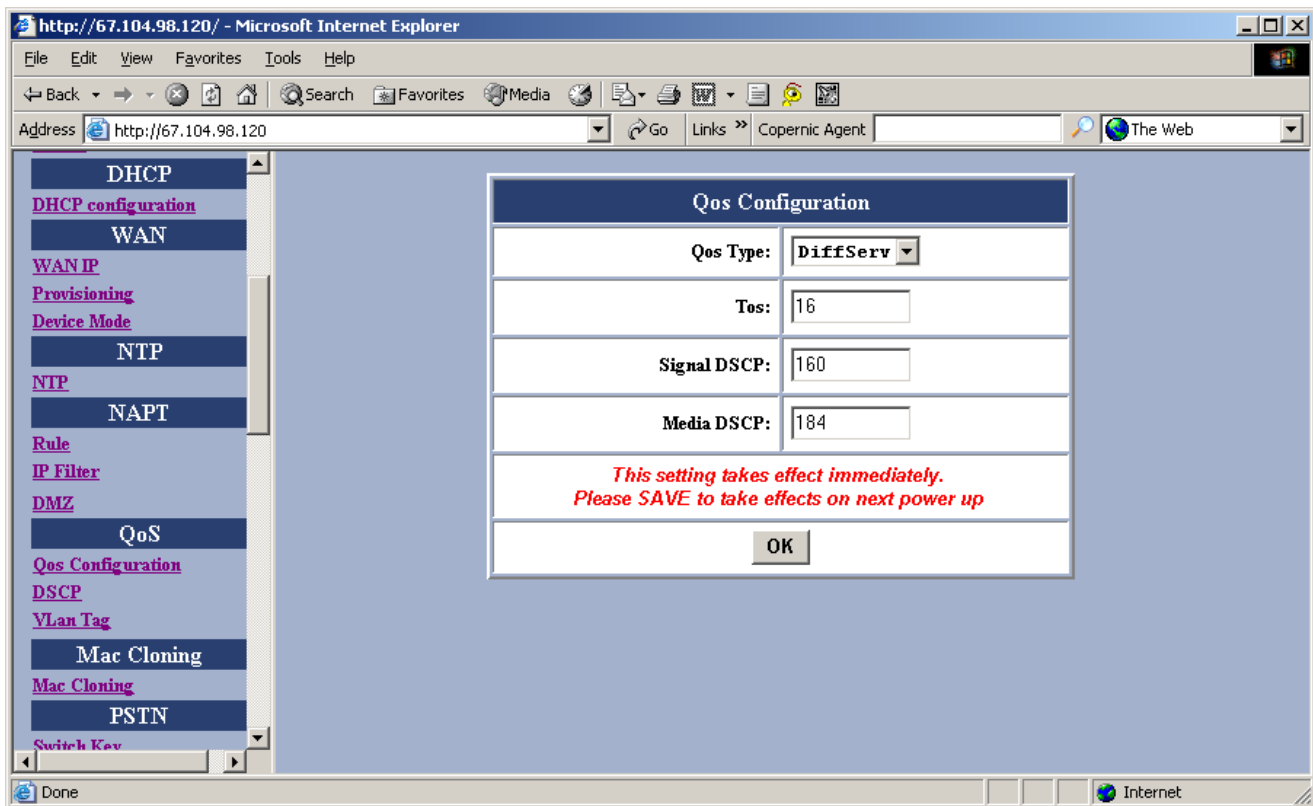 http://67.104.98.120/ - Microsoft Internet Explorer
File Edit View Favorites Tools Help
Back Search Favorites Media
Address http://67.104.98.120 Go Links » Copernic Agent The Web
DHCP
DHCP configuration
WAN
WAN IP
Provisioning
Device Mode
NTP
NTP
NAPT
Rule
IP Filter
DMZ
QoS
Qos Configuration
DSCP
VLan Tag
Mac Cloning
Mac Cloning
PSTN
Switch Key
Qos Configuration
Qos Type: DiffServ
Tos: 16
Signal DSCP: 160
Media DSCP: 184
This setting takes effect immediately.
Please SAVE to take effects on next power up
OK
Done Internet